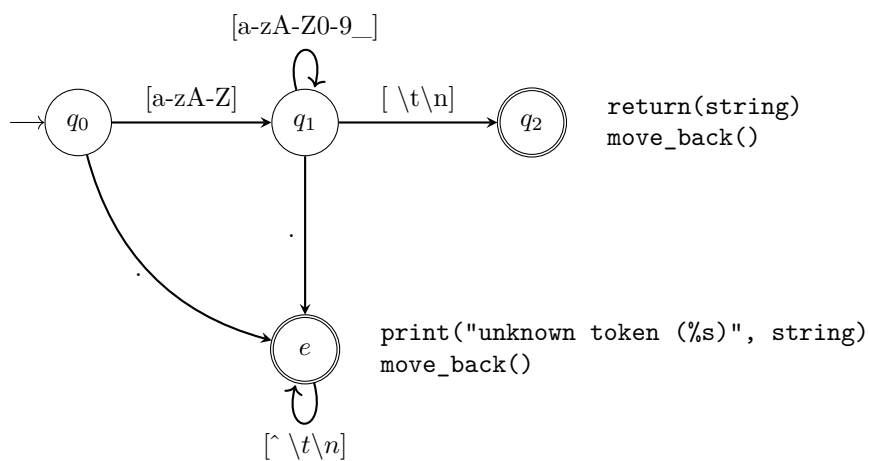 [a-zA-Z0-9_]
q0 [a-zA-Z] q1 [ \t\n] q2 return(string)
move_back()
.
.
e print("unknown token (%s)", string)
move_back()
[^ \t\n]